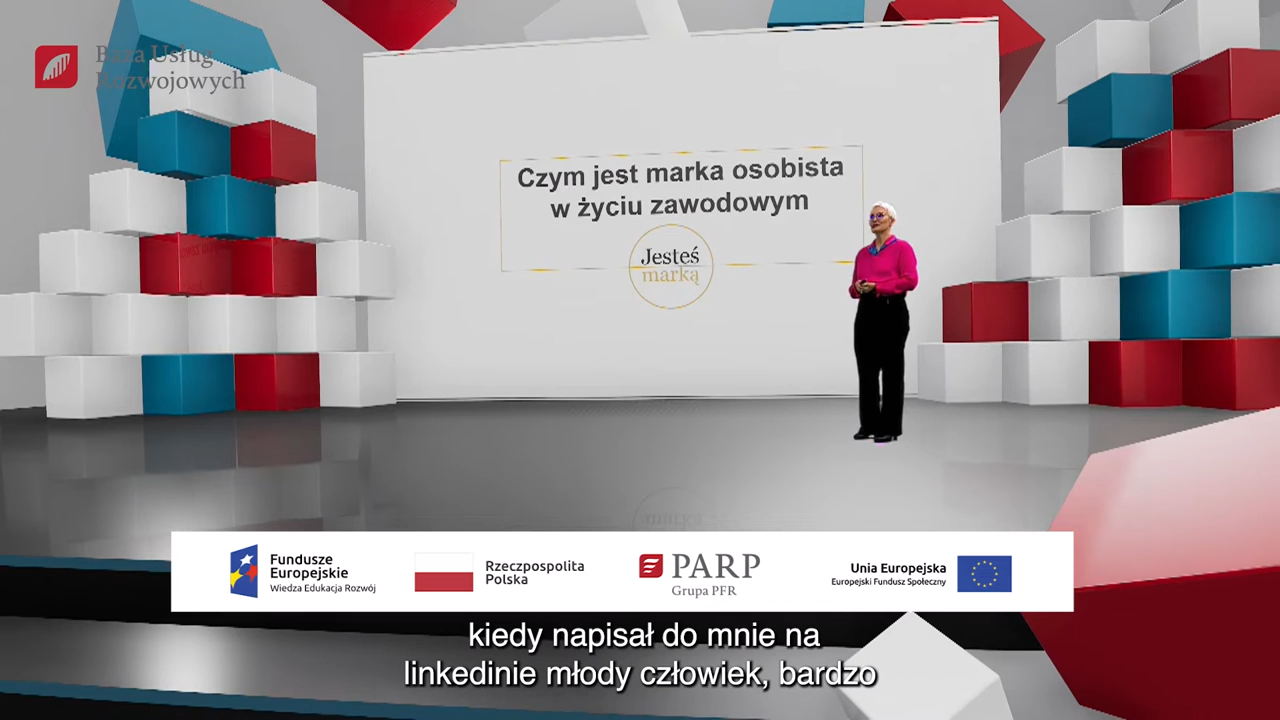 Baza Usług
Rozwojowych
Czym jest marka osobista
w życiu zawodowym
Jesteś
marką
Fundusze
Europejskie
Wiedza Edukacja Rozwój
Rzeczpospolita
Polska
PARP
Grupa PFR
Unia Europejska
Europejski Fundusz Społeczny
kiedy napisał do mnie na
linkedinie młody człowiek, bardzo